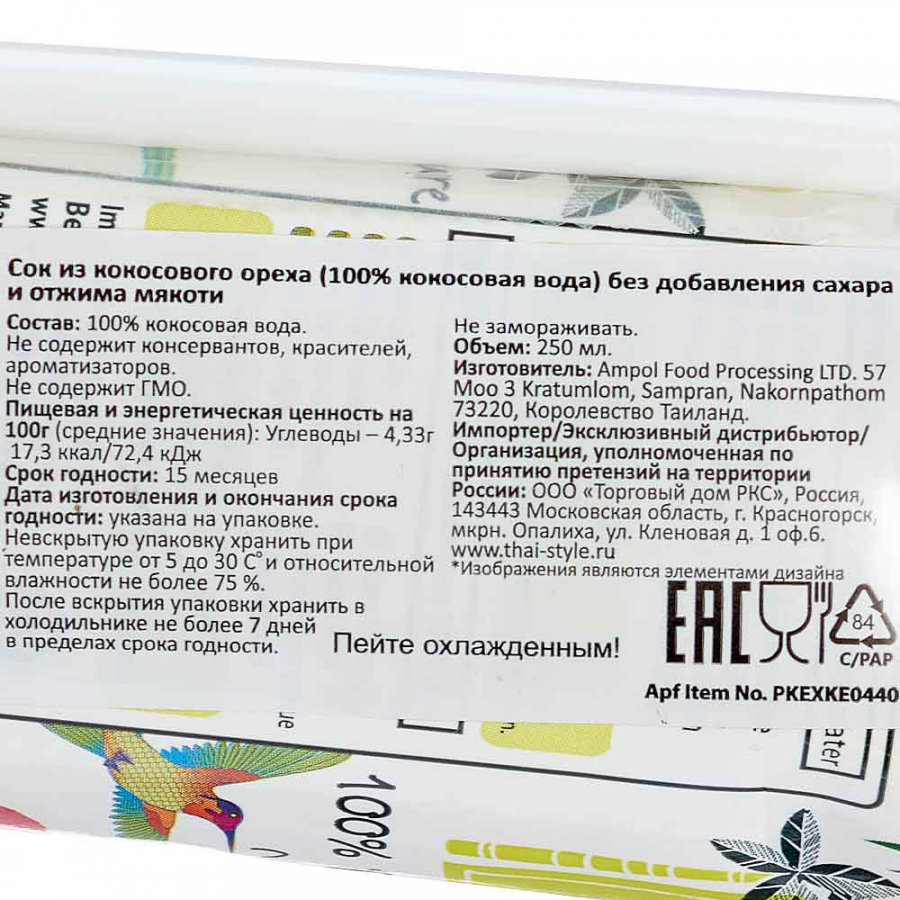 Im
Be
ww
Сок из кокосового ореха (100% кокосовая вода) без добавления сахара
и отжима мякоти
Состав: 100% кокосовая вода.
Не содержит консервантов, красителей,
ароматизаторов.
Не содержит ГМО.
Пищевая и энергетическая ценность на
100г (средние значения): Углеводы – 4,33г
17,3 ккал/72,4 кДж
Срок годности: 15 месяцев
Дата изготовления и окончания срока
годности: указана на упаковке.
Невскрытую упаковку хранить при
температуре от 5 до 30 С° и относительной
влажности не более 75 %.
После вскрытия упаковки хранить в
холодильнике не более 7 дней
в пределах срока годности.
Пейте охлажденным!
Не замораживать.
Объем: 250 мл.
Изготовитель: Ampol Food Processing LTD. 57
Moo 3 Kratumlom, Sampran, Nakornpathom
73220, Королевство Таиланд.
Импортер/Эксклюзивный дистрибьютор/
Организация, уполномоченная по
принятию претензий на территории
России: ООО «Торговый дом РКС», Россия,
143443 Московская область, г. Красногорск,
мкрн. Опалиха, ул. Кленовая д. 1 оф.6.
www.thai-style.ru
*Изображения являются элементами дизайна
EAC
84
C/PAP
Apf Item No. PKEXKE0440
ue
n.
te
ater
100%